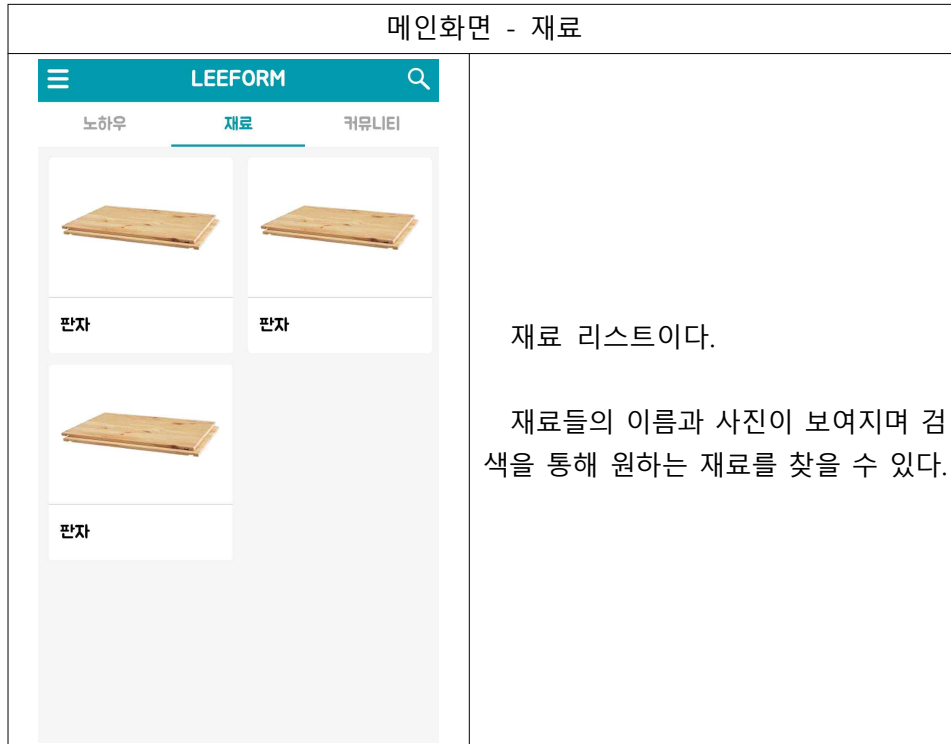 메인화면 - 재료
LEEFORM
노하우 재료 커뮤니티
판자 판자
판자
재료 리스트이다.
재료들의 이름과 사진이 보여지며 검
색을 통해 원하는 재료를 찾을 수 있다.